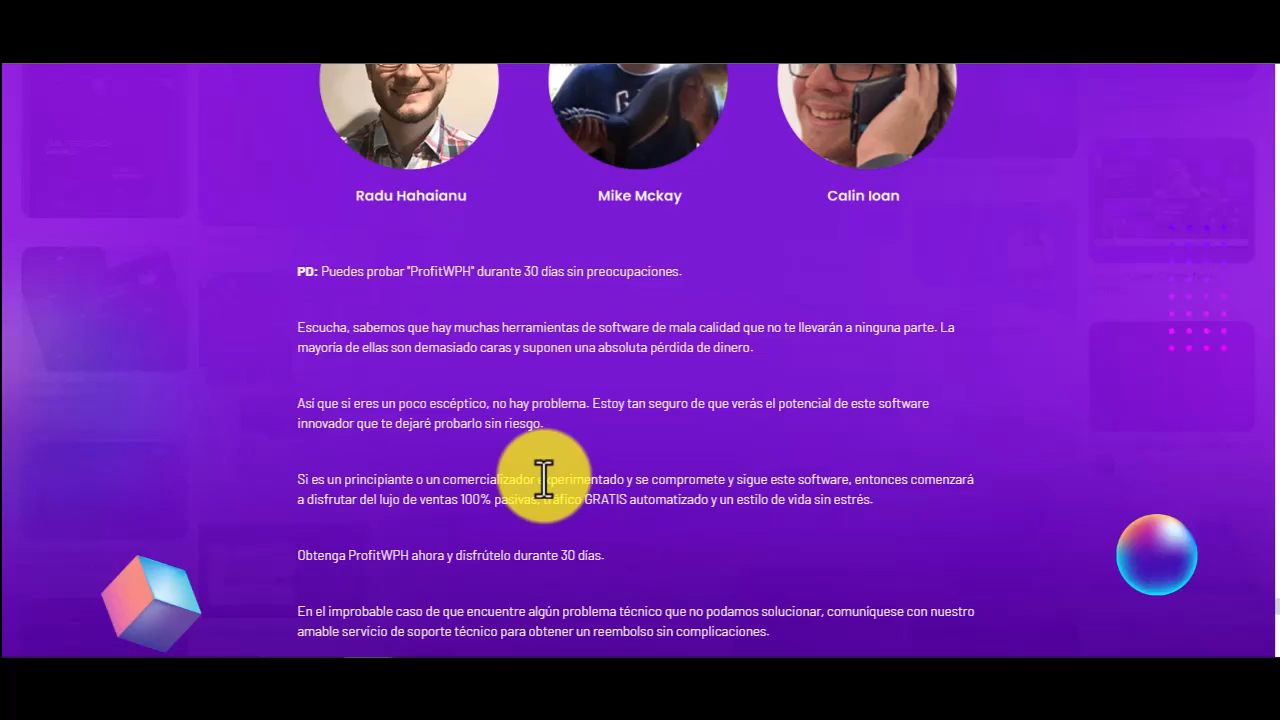 Radu Hahaianu
Mike Mckay
Calin Ioan
PD: Puedes probar "ProfitWPH" durante 30 días sin preocupaciones.
Escucha, sabemos que hay muchas herramientas de software de mala calidad que no te llevarán a ninguna parte. La
mayoría de ellas son demasiado caras y suponen una absoluta pérdida de dinero.
Así que si eres un poco escéptico, no hay problema. Estoy tan seguro de que verás el potencial de este software
innovador que te dejaré probarlo sin riesgo.
Si es un principiante o un comercializador experimentado y se compromete y sigue este software, entonces comenzará
a disfrutar del lujo de ventas 100% pasivas, tráfico GRATIS automatizado y un estilo de vida sin estrés.
Obtenga ProfitWPH ahora y disfrútelo durante 30 días.
En el improbable caso de que encuentre algún problema técnico que no podamos solucionar, comuníquese con nuestro
amable servicio de soporte técnico para obtener un reembolso sin complicaciones.